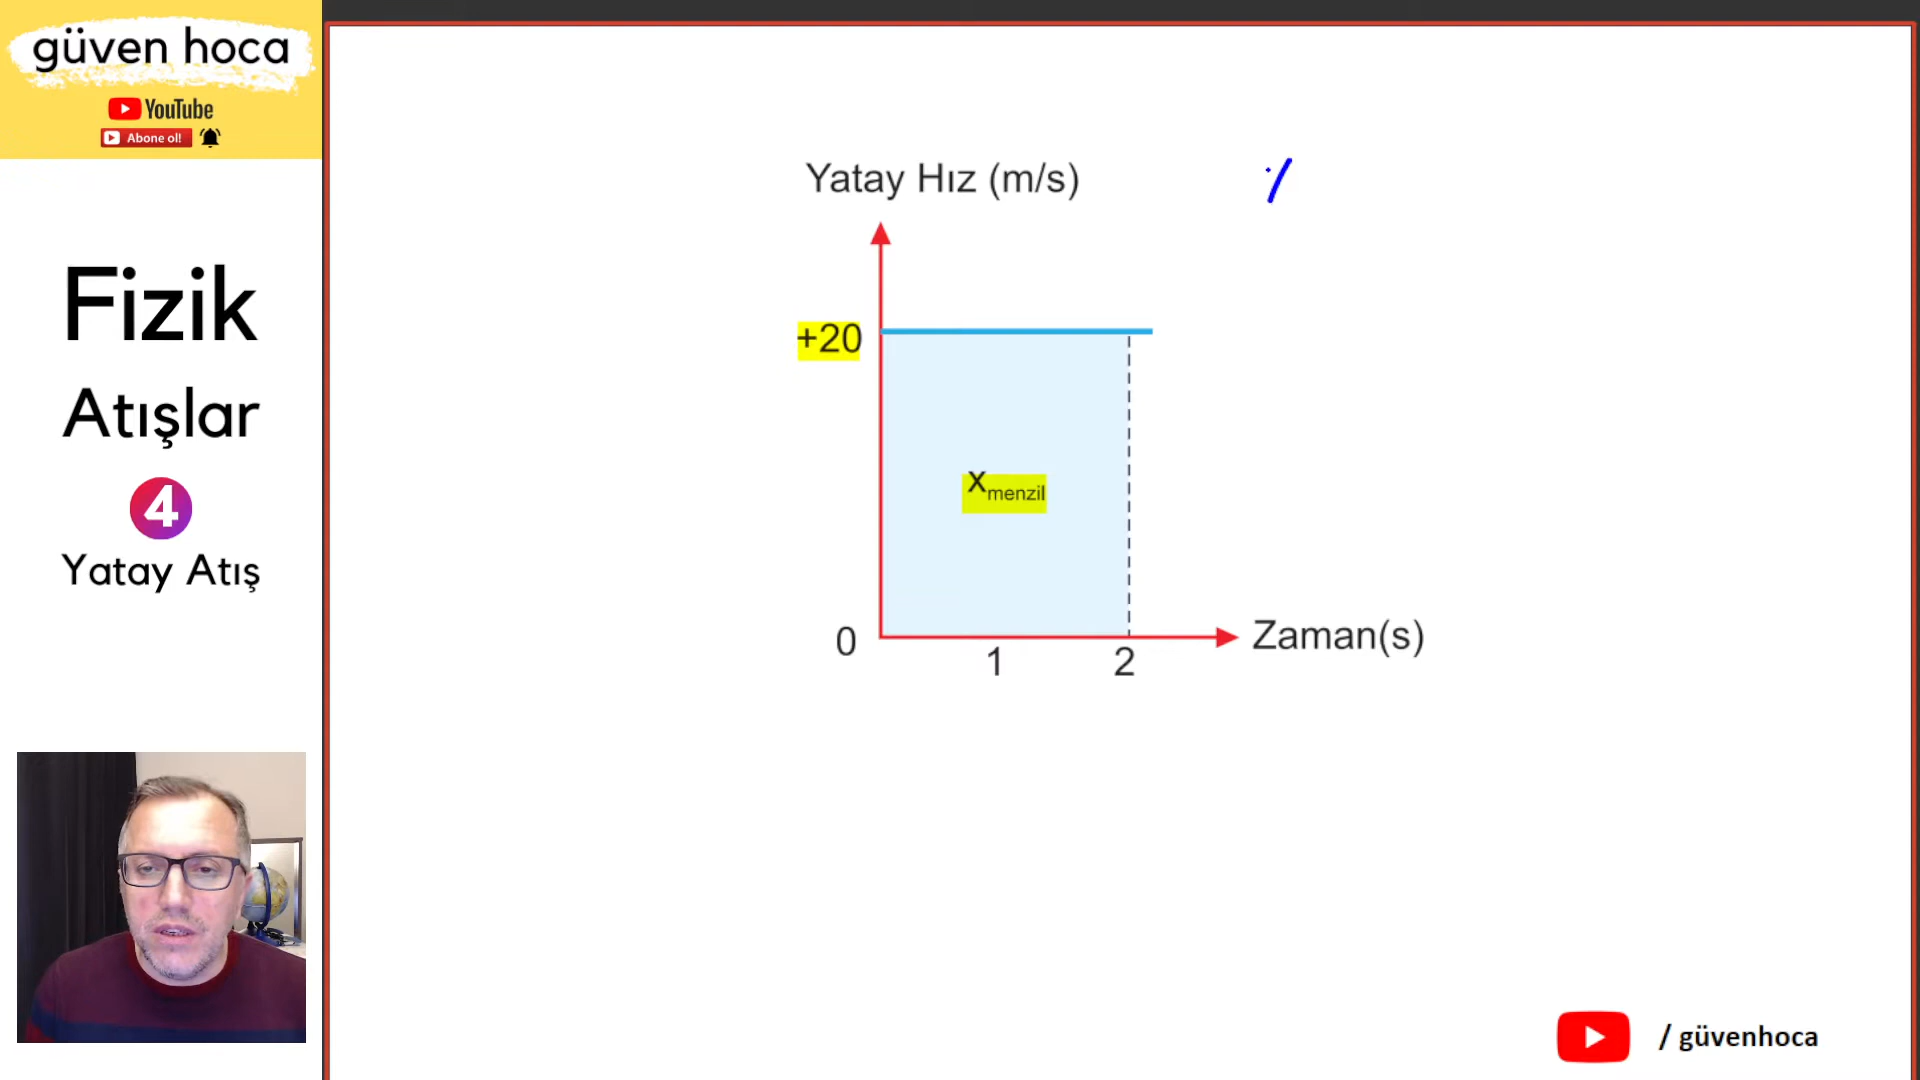 güven hoca
YouTube
Abone ol!
Fizik
Atışlar
4
Yatay Atış
Yatay Hız (m/s)
+20
xmenzil
0
1
2
Zaman(s)
/ güvenhoca